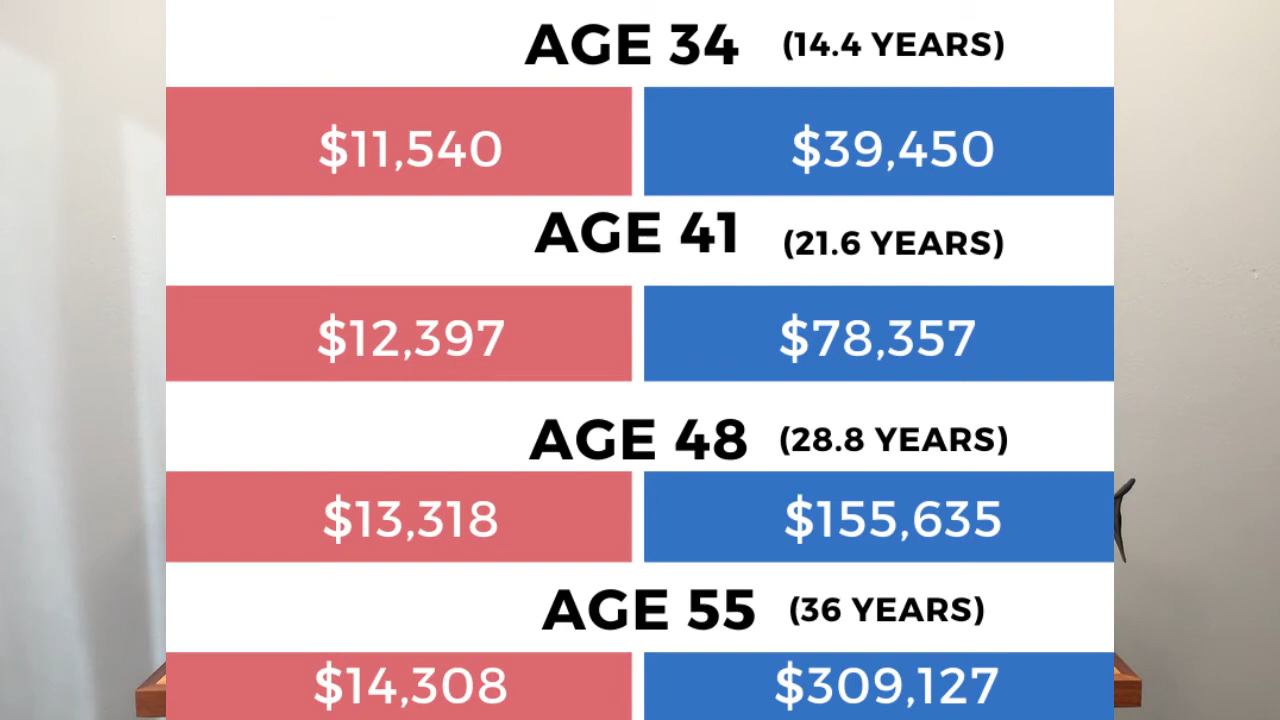 AGE 34 (14.4 YEARS)
$11,540 $39,450
AGE 41 (21.6 YEARS)
$12,397 $78,357
AGE 48 (28.8 YEARS)
$13,318 $155,635
AGE 55 (36 YEARS)
$14,308 $309,127